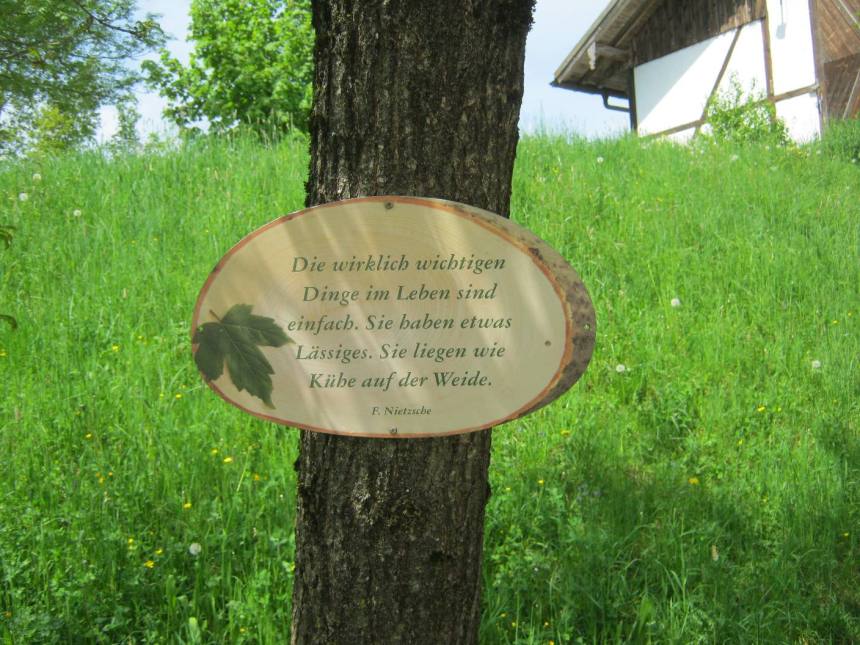 Die wirklich wichtigen
Dinge im Leben sind
einfach. Sie haben etwas
Lässiges. Sie liegen wie
Kühe auf der Weide.
F. Nietzsche